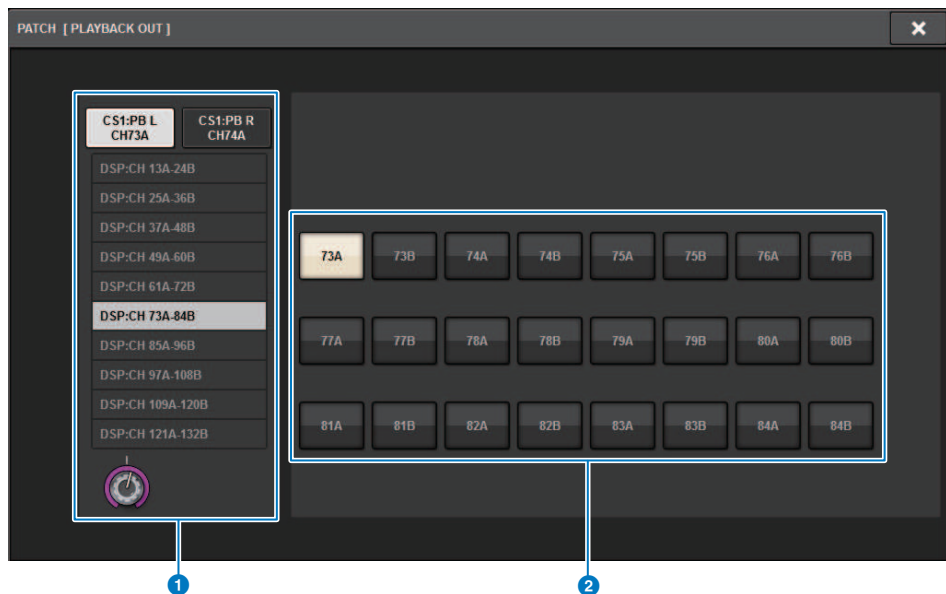 PATCH [ PLAYBACK OUT ]
CS1:PB L
CH73A
CS1:PB R
CH74A
DSP:CH 13A-24B
DSP:CH 25A-36B
DSP:CH 37A-48B
DSP:CH 49A-60B
DSP:CH 61A-72B
DSP:CH 73A-84B
DSP:CH 85A-96B
DSP:CH 97A-108B
DSP:CH 109A-120B
DSP:CH 121A-132B
73A 73B 74A 74B 75A 75B 76A 76B
77A 77B 78A 78B 79A 79B 80A 80B
81A 81B 82A 82B 83A 83B 84A 84B
1 2